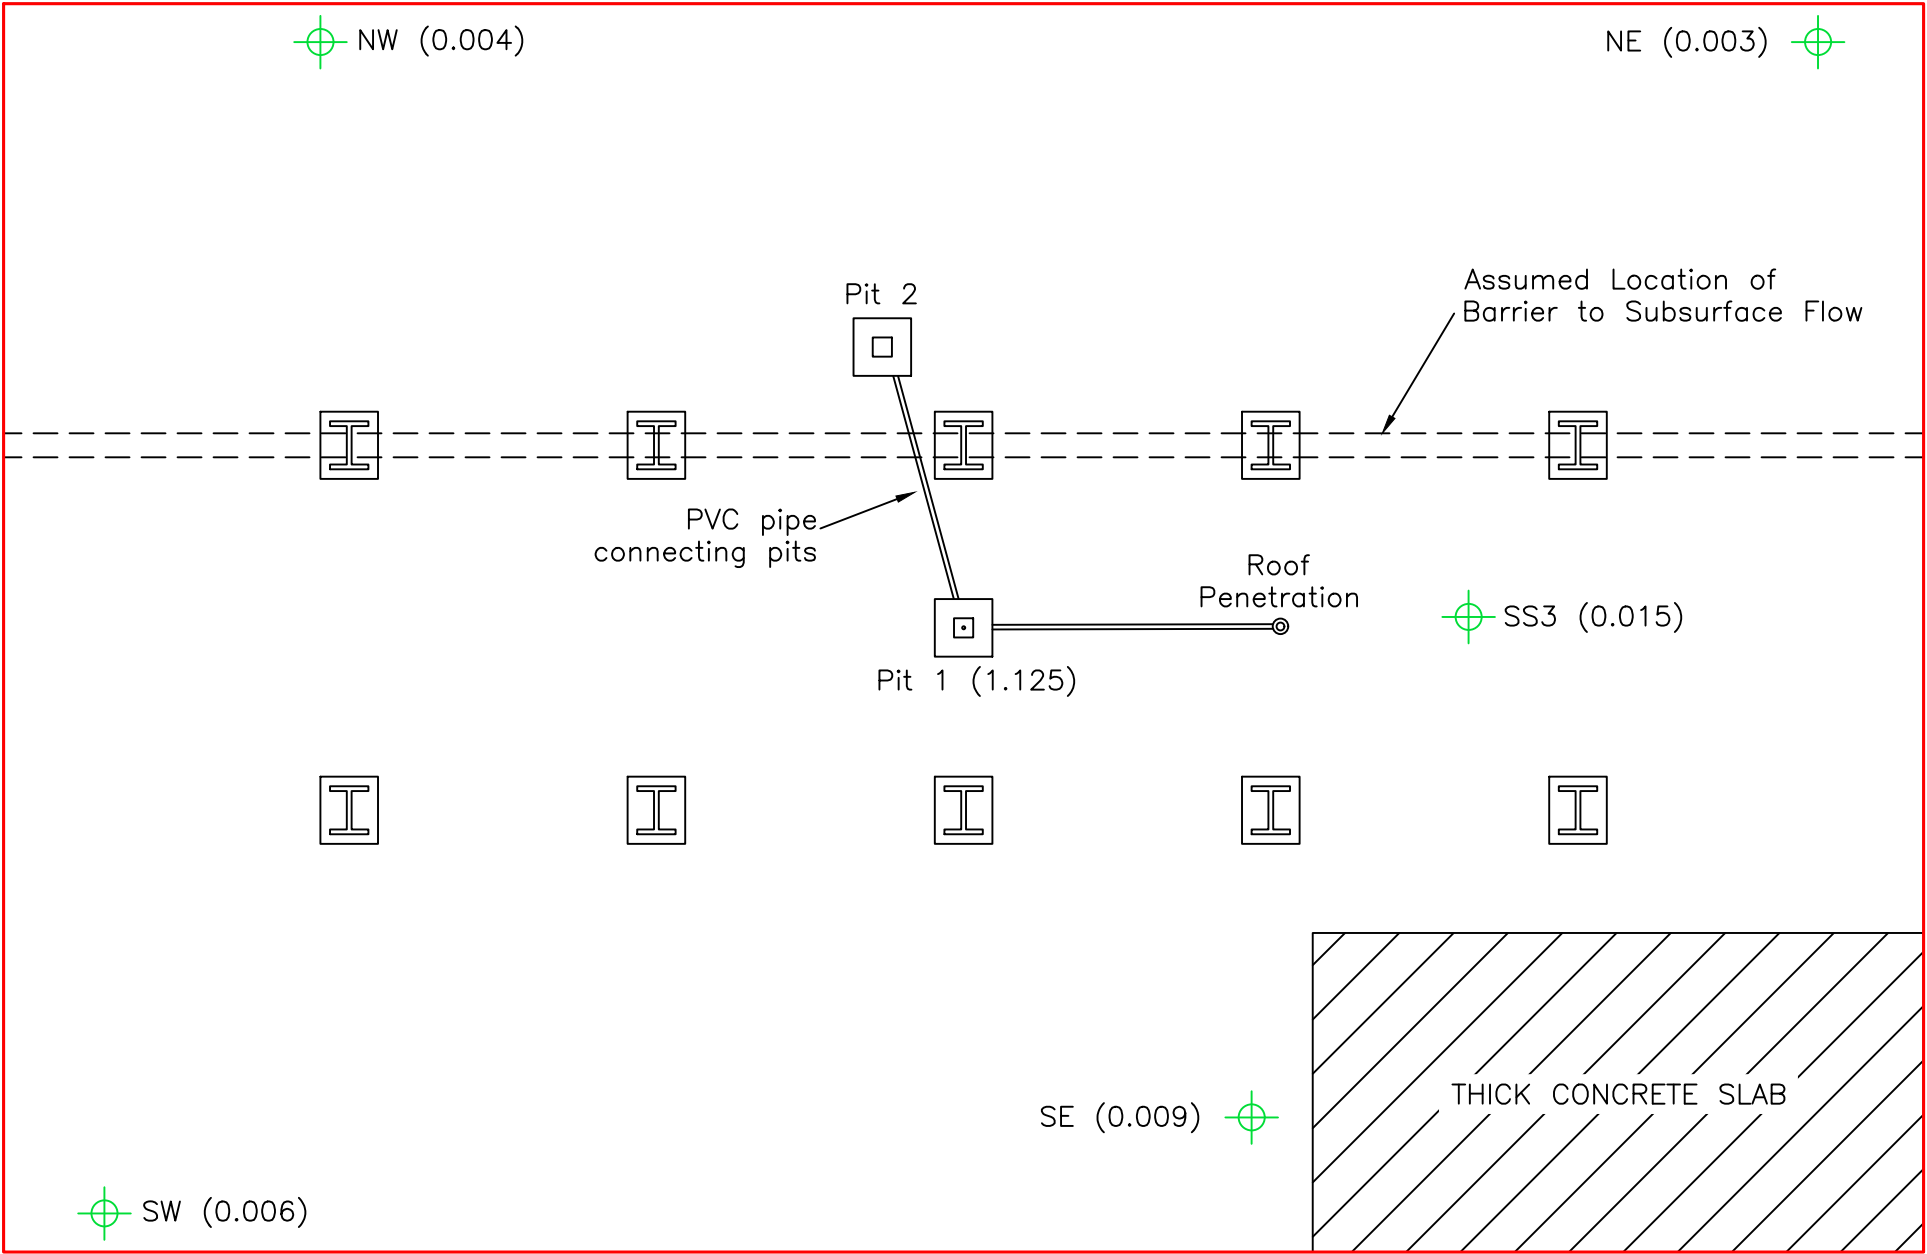 NW (0.004)
NE (0.003)
Pit 2
Assumed Location of
Barrier to Subsurface Flow
PVC pipe
connecting pits
Roof
Penetration
SS3 (0.015)
Pit 1 (1.125)
THICK CONCRETE SLAB
SE (0.009)
SW (0.006)